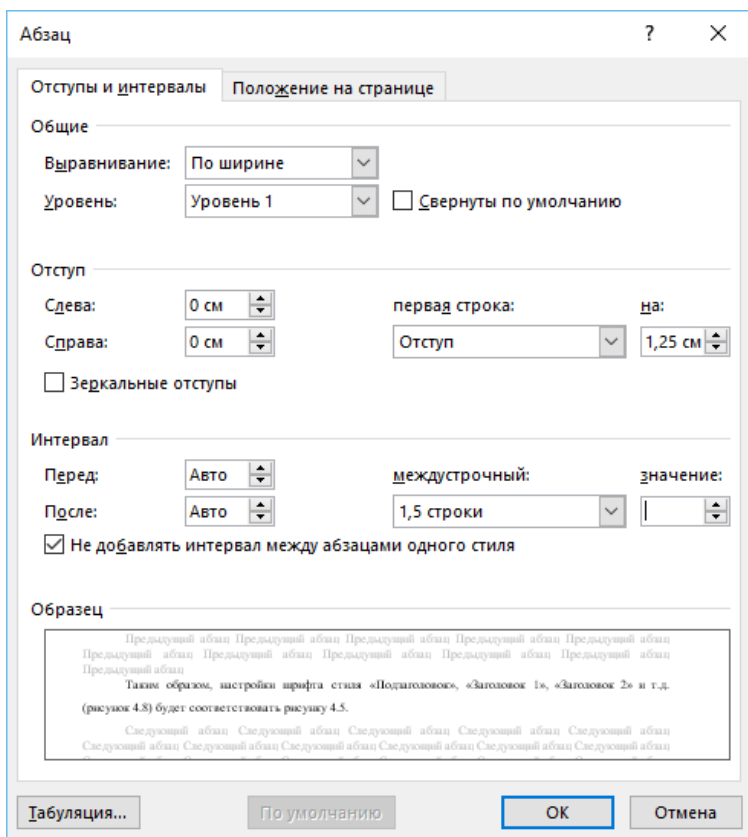 Абзац ? ×
Отступы и интервалы Положение на странице
Общие
Выравнивание: По ширине
Уровень: Уровень 1 Свернуты по умолчанию
Отступ
Слева: 0 см первая строка: на:
Справа: 0 см Отступ 1,25 см
Зеркальные отступы
Интервал
Перед: Авто междустрочный: значение:
После: Авто 1,5 строки
Не добавлять интервал между абзацами одного стиля
Образец
Предыдущий абзац Предыдущий абзац Предыдущий абзац Предыдущий абзац Предыдущий абзац
Предыдущий абзац Предыдущий абзац Предыдущий абзац Предыдущий абзац Предыдущий абзац
Предыдущий абзац
Таким образом, настройки шрифта стиля «Подзаголовок», «Заголовок 1», «Заголовок 2» и т.д.
(рисунок 4.8) будет соответствовать рисунку 4.5.
Следующий абзац Следующий абзац Следующий абзац Следующий абзац Следующий абзац
Следующий абзац Следующий абзац Следующий абзац Следующий абзац Следующий абзац
Табуляция... По умолчанию ОК Отмена